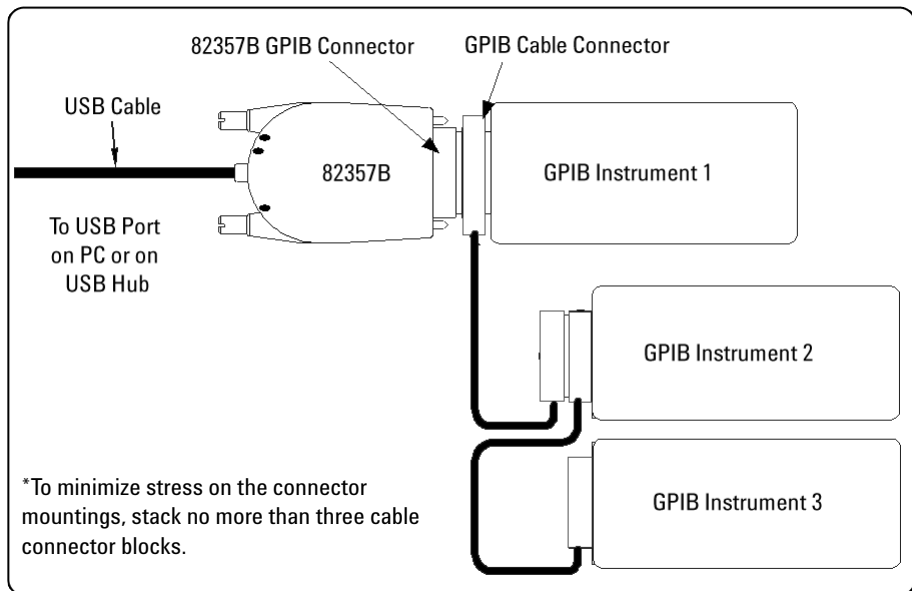 82357B GPIB Connector
GPIB Cable Connector
USB Cable
82357B
GPIB Instrument 1
To USB Port
on PC or on
USB Hub
GPIB Instrument 2
GPIB Instrument 3
*To minimize stress on the connector
mountings, stack no more than three cable
connector blocks.